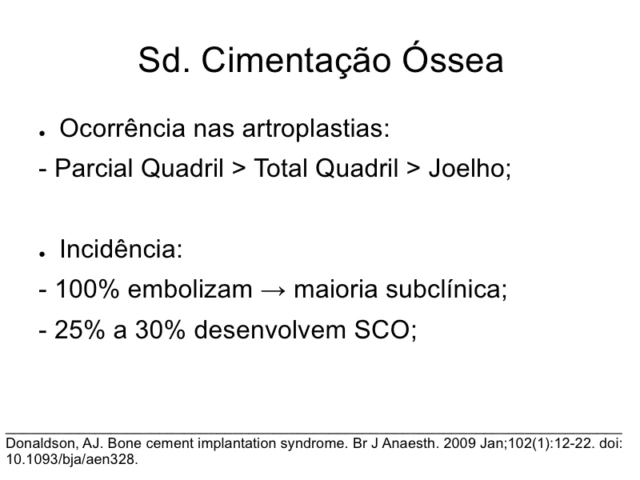 Sd. Cimentação Óssea
● Ocorrência nas artroplastias:
- Parcial Quadril > Total Quadril > Joelho;
● Incidência:
- 100% embolizam → maioria subclínica;
- 25% a 30% desenvolvem SCO;
Donaldson, AJ. Bone cement implantation syndrome. Br J Anaesth. 2009 Jan;102(1):12-22. doi:
10.1093/bja/aen328.